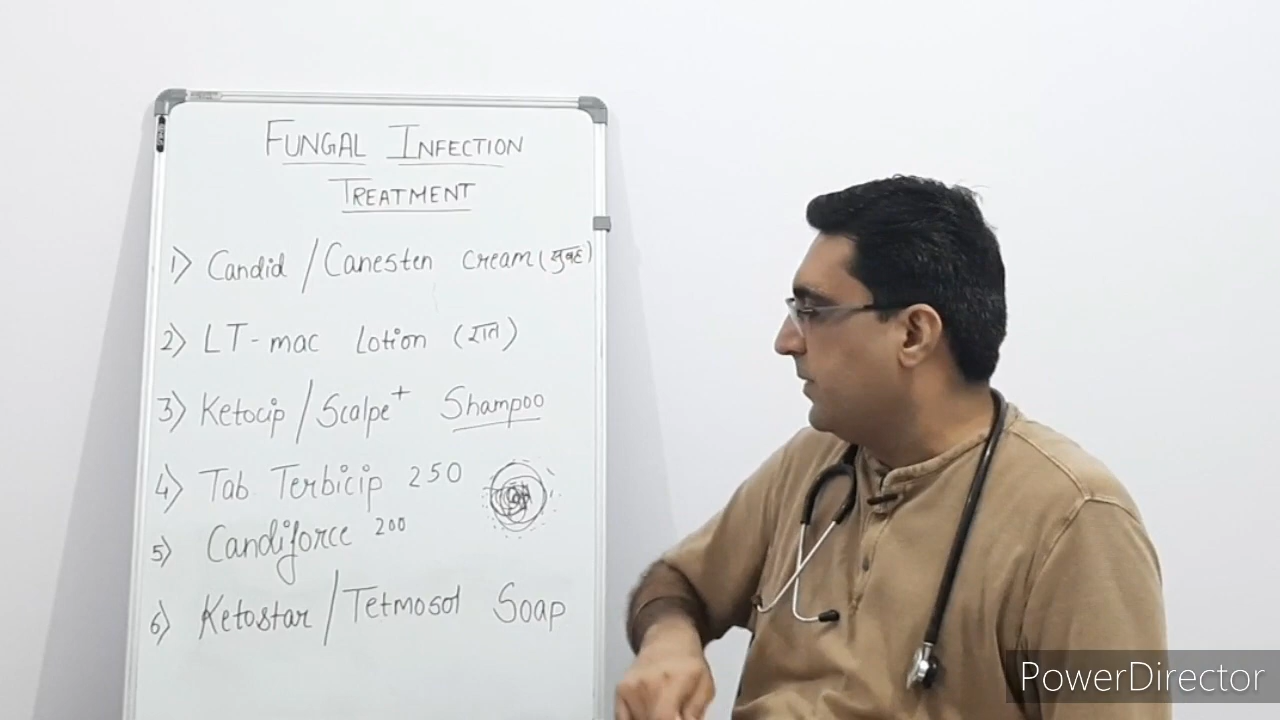 FUNGAL INFECTION
TREATMENT
1) Candid / Canesten cream (सुबह)
2) LT-mac Lotion (रात)
3) Ketocip / Scalpe+ Shampoo
4) Tab Terbicip 250
5) Candiforce 200
6) Ketostar / Tetmosol Soap
PowerDirector